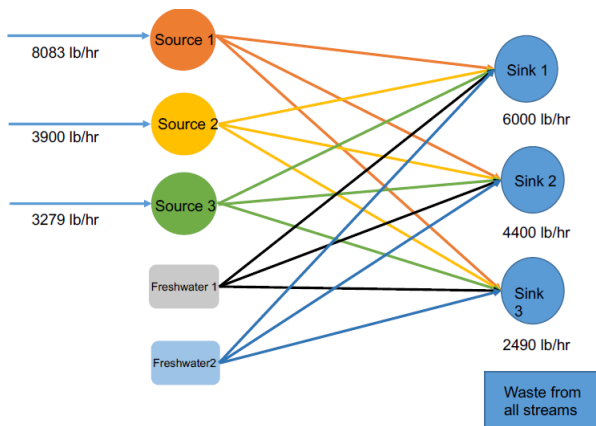 Source 1
8083 lb/hr
Sink 1
6000 lb/hr
Source 2
3900 lb/hr
Sink 2
4400 lb/hr
Source 3
3279 lb/hr
Freshwater 1
Sink
3
2490 lb/hr
Freshwater2
Waste from
all streams